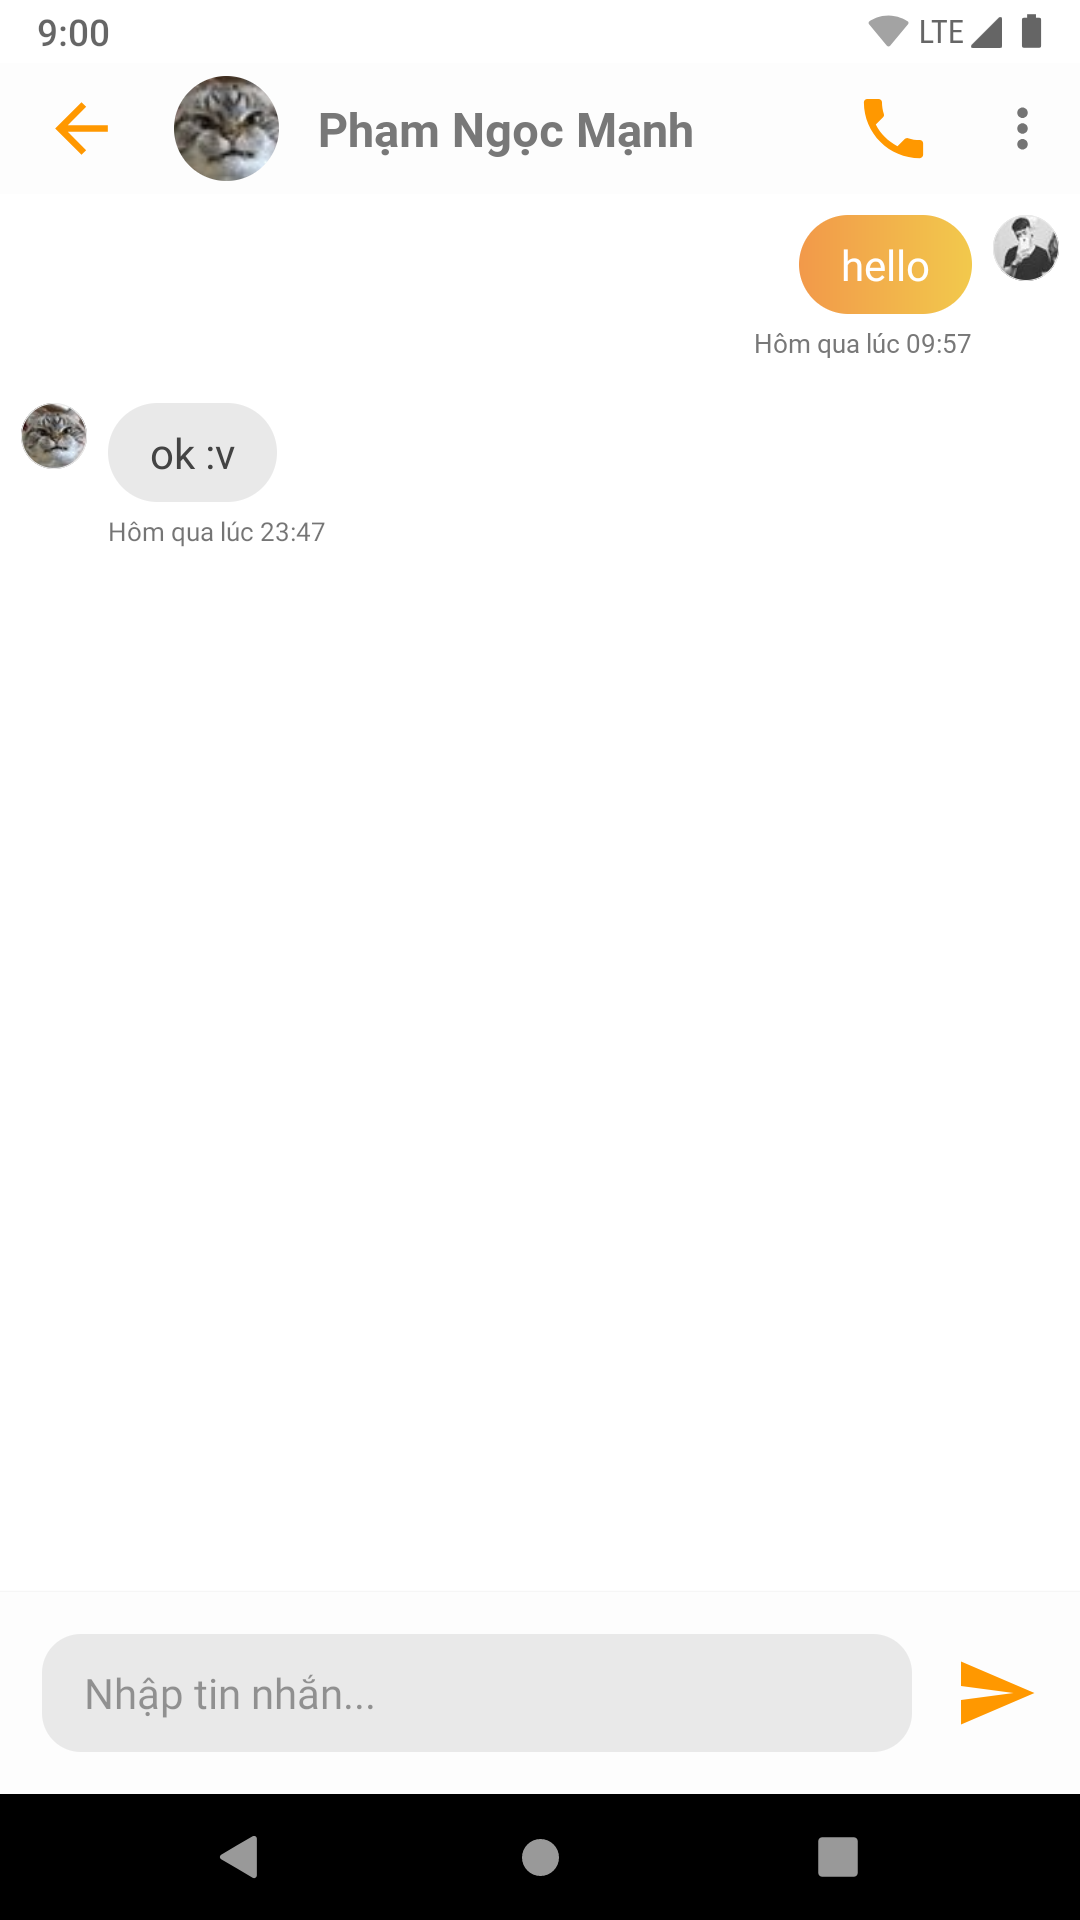 9:00 LTE
Phạm Ngọc Mạnh
hello
Hôm qua lúc 09:57
ok :v
Hôm qua lúc 23:47
Nhập tin nhắn...